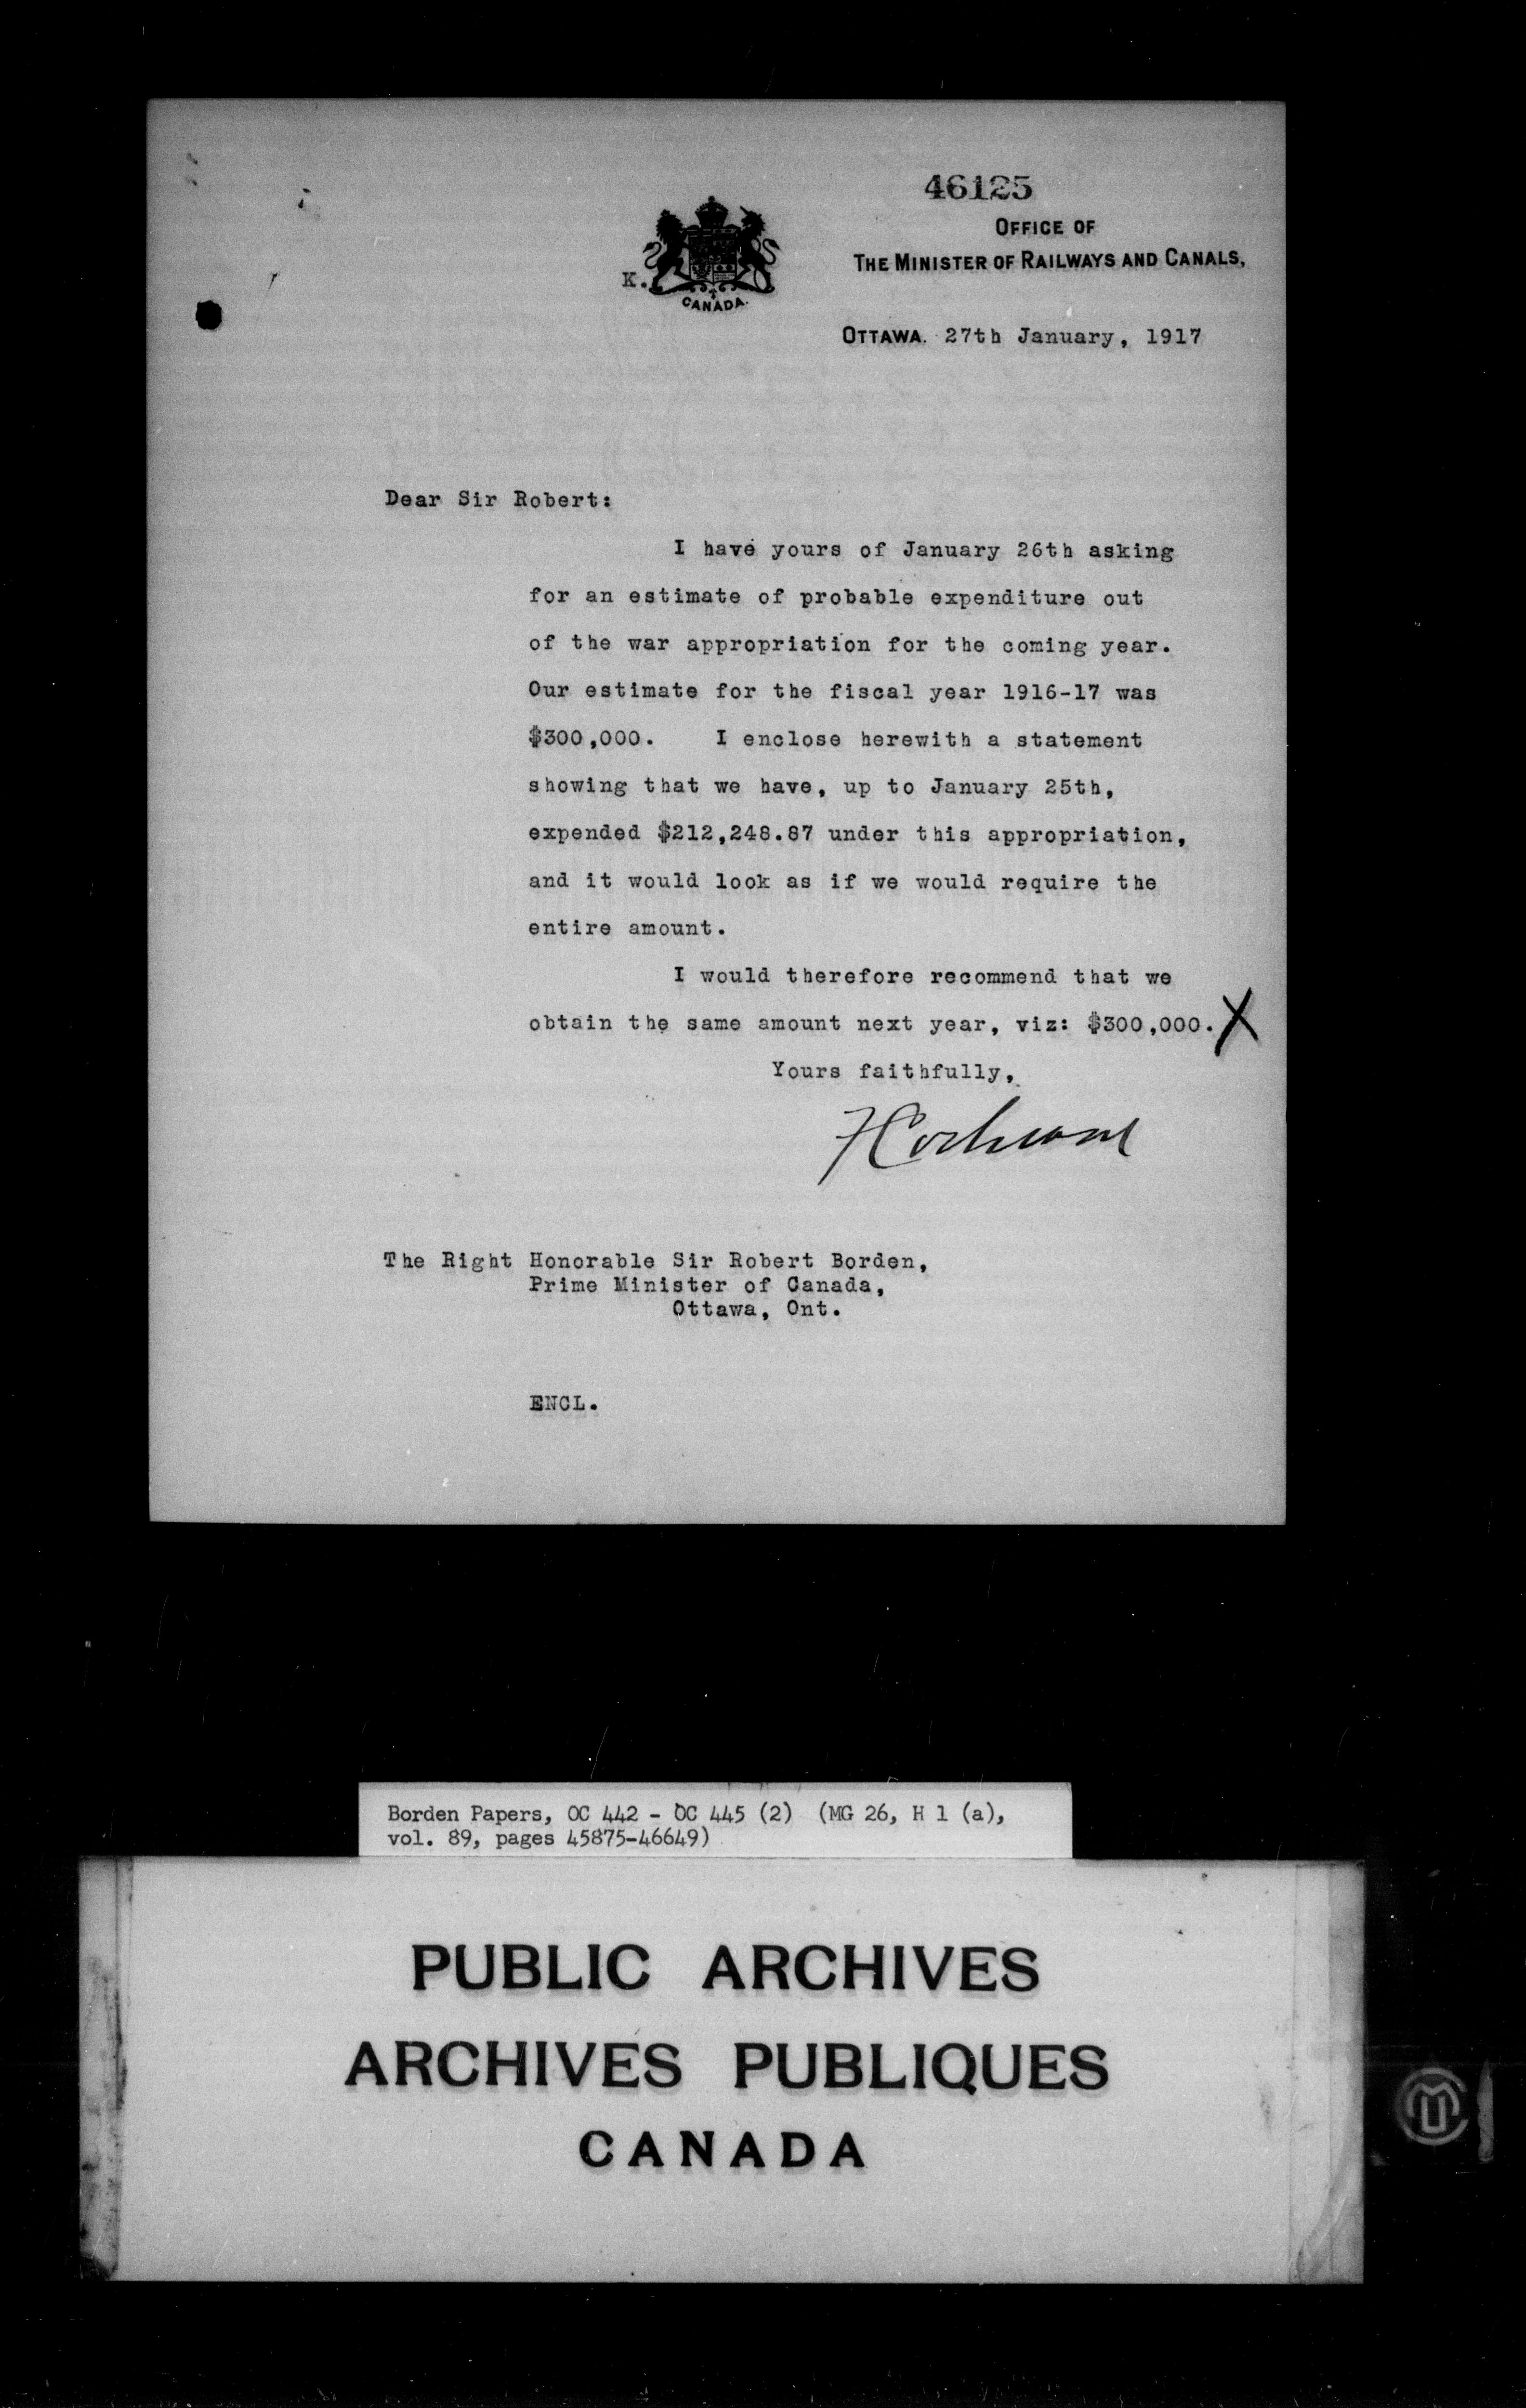 46125
OFFICE OF
THE MINISTER OF RAILWAYS AND CANALS,
K.
CANADA.
OTTAWA. 27th January, 1917
Dear Sir Robert:
I have yours of January 26th asking
for an estimate of probable expenditure out
of the war appropriation for the coming year.
Our estimate for the fiscal year 1916-17 was
$300,000. I enclose herewith a statement
showing that we have, up to January 25th,
expended $212,248.87 under this appropriation,
and it would look as if we would require the
entire amount.
I would therefore recommend that we
obtain the same amount next year, viz: $300,000. X
Yours faithfully,
F Cochrane
The Right Honorable Sir Robert Borden,
Prime Minister of Canada,
Ottawa, Ont.
ENCL.
Borden Papers, OC 442 - OC 445 (2) (MG 26, H 1 (a),
vol. 89, pages 45875-46649)
PUBLIC ARCHIVES
ARCHIVES PUBLIQUES
CANADA